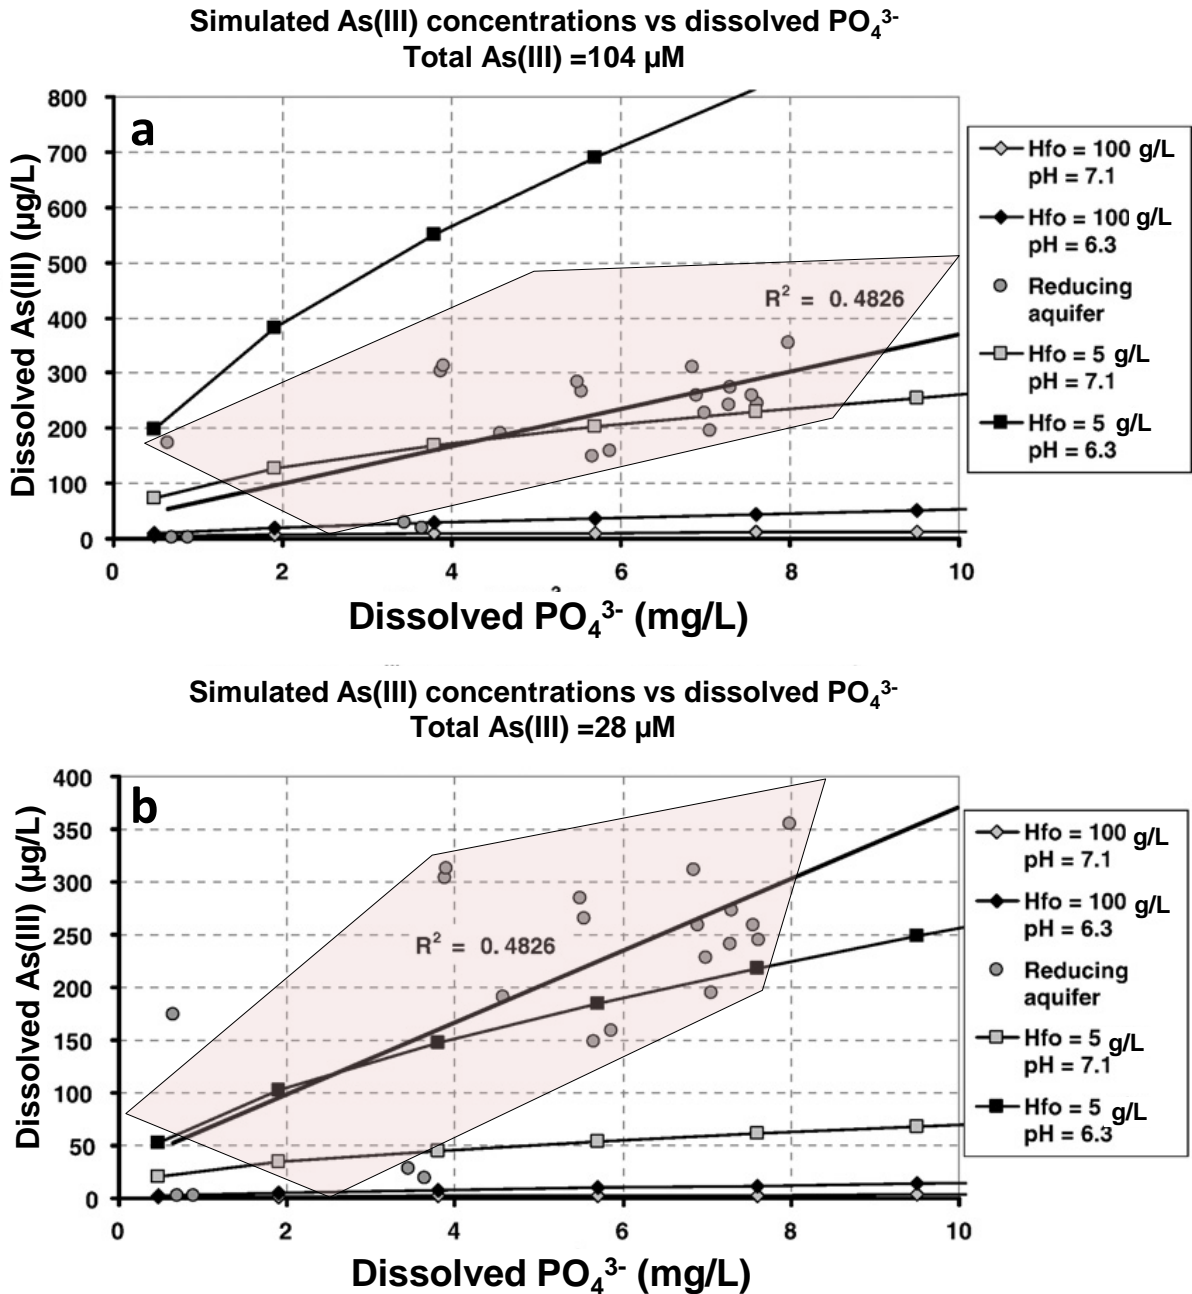 Simulated As(III) concentrations vs dissolved PO₄³⁻
Total As(III) =104 µM
a
Dissolved As(III) (µg/L)
800
700
600
500
400
300
200
100
0
R² = 0.4826
0 2 4 6 8 10
Dissolved PO₄³⁻ (mg/L)
Hfo = 100 g/L
pH = 7.1
Hfo = 100 g/L
pH = 6.3
Reducing
aquifer
Hfo = 5 g/L
pH = 7.1
Hfo = 5 g/L
pH = 6.3
Simulated As(III) concentrations vs dissolved PO₄³⁻
Total As(III) =28 µM
b
Dissolved As(III) (µg/L)
400
350
300
250
200
150
100
50
0
R² = 0.4826
0 2 4 6 8 10
Dissolved PO₄³⁻ (mg/L)
Hfo = 100 g/L
pH = 7.1
Hfo = 100 g/L
pH = 6.3
Reducing
aquifer
Hfo = 5 g/L
pH = 7.1
Hfo = 5 g/L
pH = 6.3